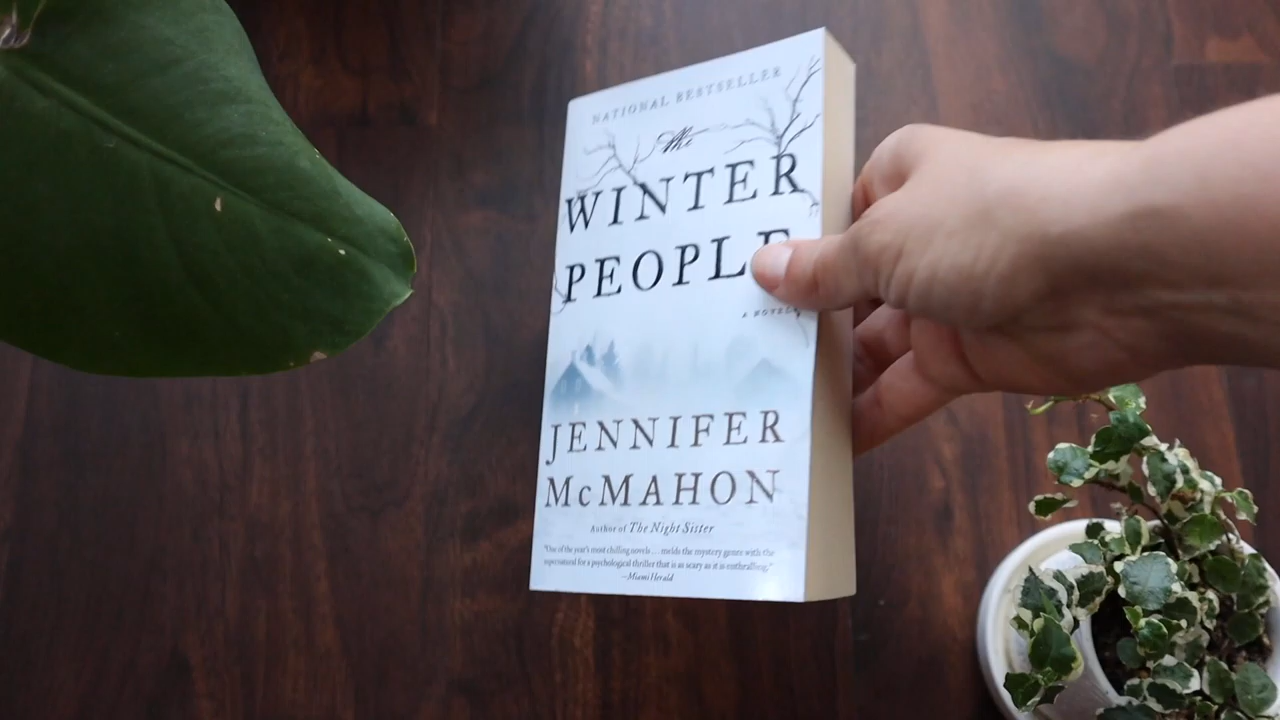 NATIONAL BESTSELLER
The
WINTER
PEOPLE
A NOVEL
JENNIFER
McMAHON
Author of The Night Sister
"One of the year's most chilling novels ... melds the mystery genre with the
supernatural for a psychological thriller that is as scary as it is enthralling."
—Miami Herald